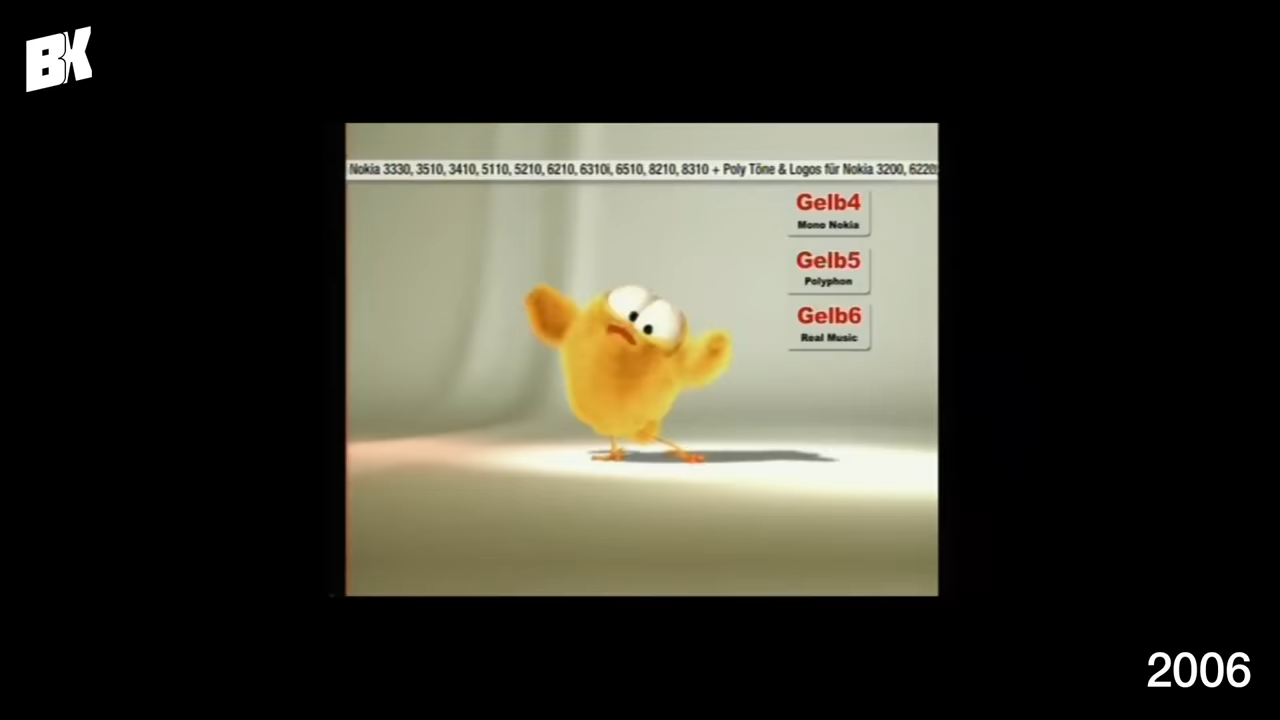 BK
Nokia 3330, 3510, 3410, 5110, 5210, 6210, 6310i, 6510, 8210, 8310 + Poly Töne & Logos für Nokia 3200,
Gelb4
Mono Nokia
Gelb5
Polyphon
Gelb6
Real Music
2006